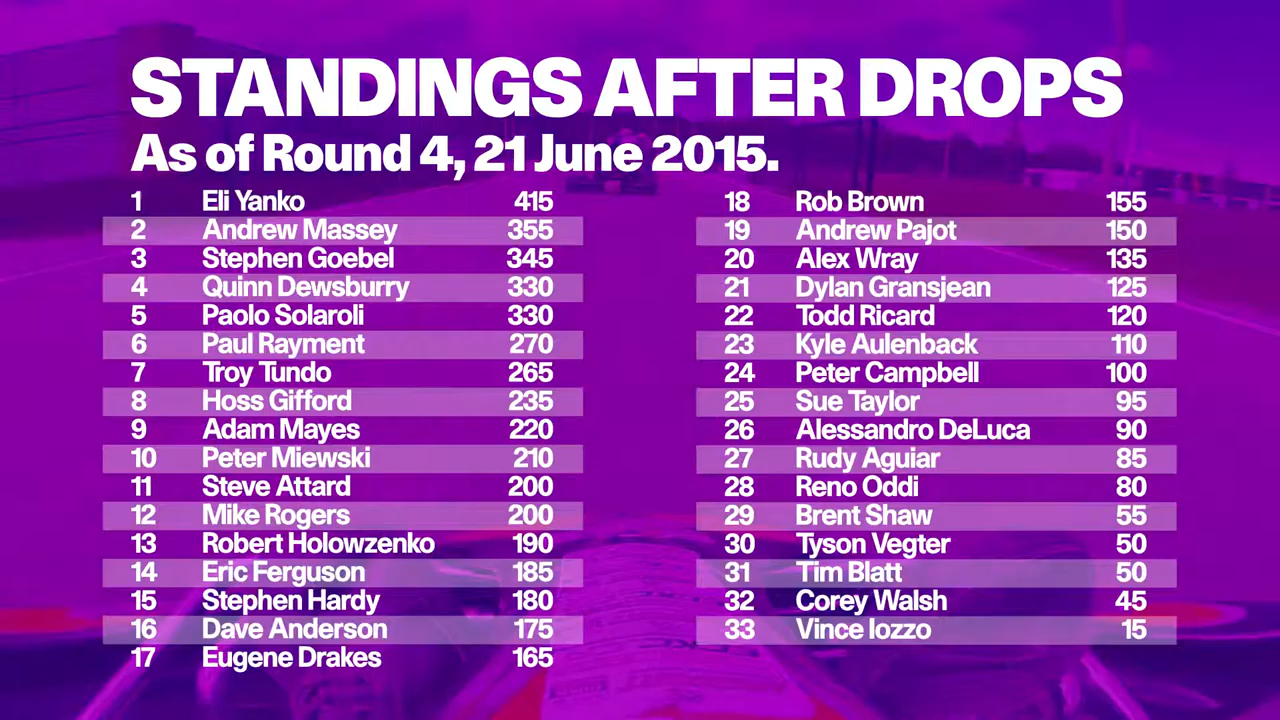 STANDINGS AFTER DROPS
As of Round 4, 21 June 2015.
1 Eli Yanko 415
2 Andrew Massey 355
3 Stephen Goebel 345
4 Quinn Dewsburry 330
5 Paolo Solaroli 330
6 Paul Rayment 270
7 Troy Tundo 265
8 Hoss Gifford 235
9 Adam Mayes 220
10 Peter Miewski 210
11 Steve Attard 200
12 Mike Rogers 200
13 Robert Holowzenko 190
14 Eric Ferguson 185
15 Stephen Hardy 180
16 Dave Anderson 175
17 Eugene Drakes 165
18 Rob Brown 155
19 Andrew Pajot 150
20 Alex Wray 135
21 Dylan Gransjean 125
22 Todd Ricard 120
23 Kyle Aulenback 110
24 Peter Campbell 100
25 Sue Taylor 95
26 Alessandro DeLuca 90
27 Rudy Aguiar 85
28 Reno Oddi 80
29 Brent Shaw 55
30 Tyson Vegter 50
31 Tim Blatt 50
32 Corey Walsh 45
33 Vince Iozzo 15